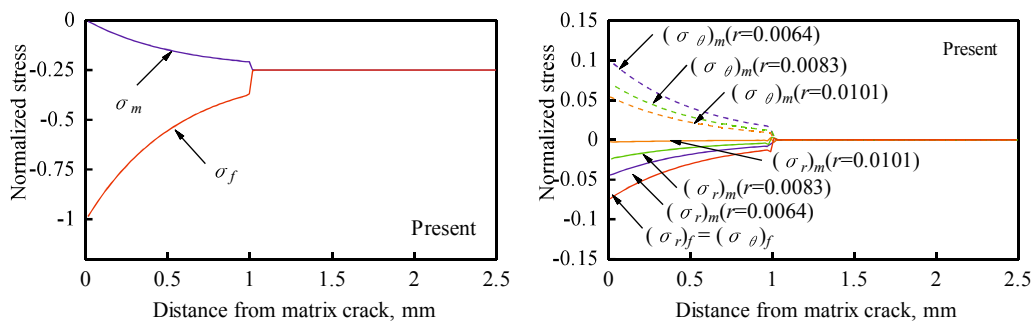 Normalized stress
0
-0.25
-0.5
-0.75
-1
σm
σf
Present
0 0.5 1 1.5 2 2.5
Distance from matrix crack, mm
Normalized stress
0.15
0.1
0.05
0
-0.05
-0.1
0.15
(σθ)m(r=0.0064)
(σθ)m(r=0.0083)
(σθ)m(r=0.0101)
Present
(σr)m(r=0.0101)
(σr)m(r=0.0083)
(σr)m(r=0.0064)
(σr)f=(σθ)f
0 0.5 1 1.5 2 2.5
Distance from matrix crack, mm